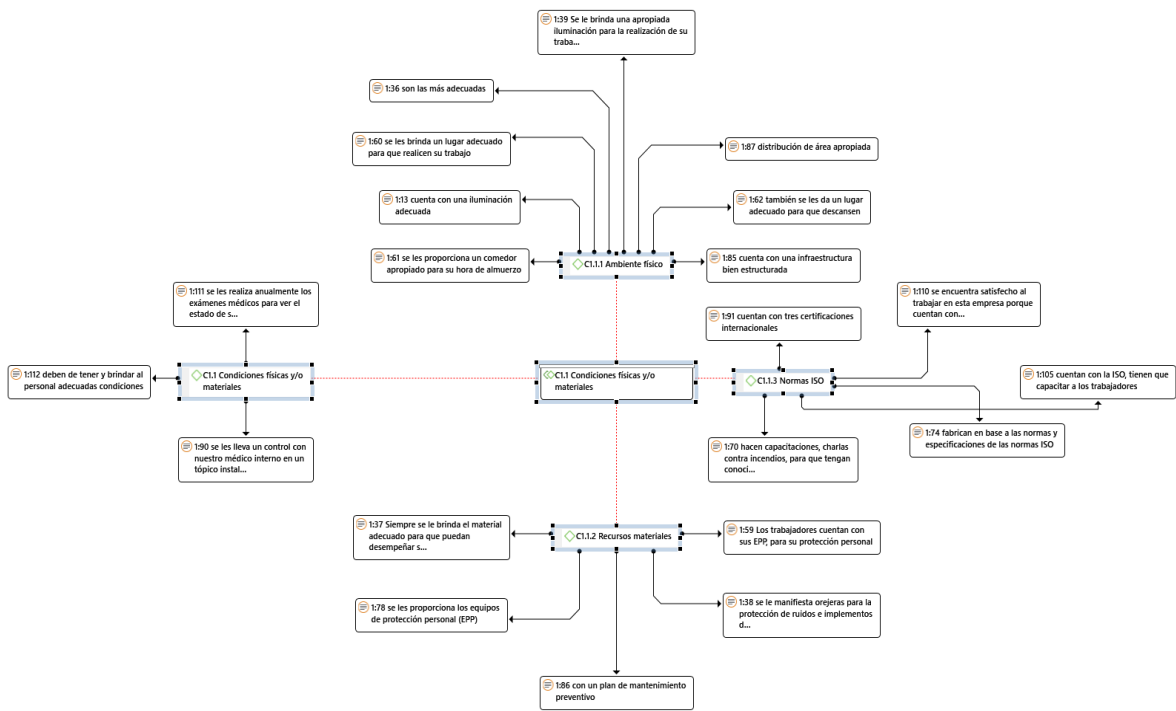 1:39 Se le brinda una apropiada
iluminación para la realización de su
traba...
1:36 son las más adecuadas
1:60 se les brinda un lugar adecuado
para que realicen su trabajo
1:87 distribución de área apropiada
1:13 cuenta con una iluminación
adecuada
1:62 también se les da un lugar
adecuado para que descansen
1:61 se les proporciona un comedor
apropiado para su hora de almuerzo
C1.1.1 Ambiente físico
1:85 cuenta con una infraestructura
bien estructurada
1:111 se les realiza anualmente los
exámenes médicos para ver el
estado de s...
1:91 cuentan con tres certificaciones
internacionales
1:110 se encuentra satisfecho al
trabajar en esta empresa porque
cuentan con...
1:112 deben de tener y brindar al
personal adecuadas condiciones
C1.1 Condiciones físicas y/o
materiales
C1.1 Condiciones físicas y/o
materiales
C1.1.3 Normas ISO
1:105 cuentan con la ISO, tienen que
capacitar a los trabajadores
1:90 se les lleva un control con
nuestro médico interno en un
tópico instal...
1:70 hacen capacitaciones, charlas
contra incendios, para que tengan
conoci...
1:74 fabrican en base a las normas y
especificaciones de las normas ISO
1:37 Siempre se le brinda el material
adecuado para que puedan
desempeñar s...
C1.1.2 Recursos materiales
1:59 Los trabajadores cuentan con
sus EPP, para su protección personal
1:78 se les proporciona los equipos
de protección personal (EPP)
1:38 se le manifiesta orejeras para la
protección de ruidos e implementos
d...
1:86 con un plan de mantenimiento
preventivo